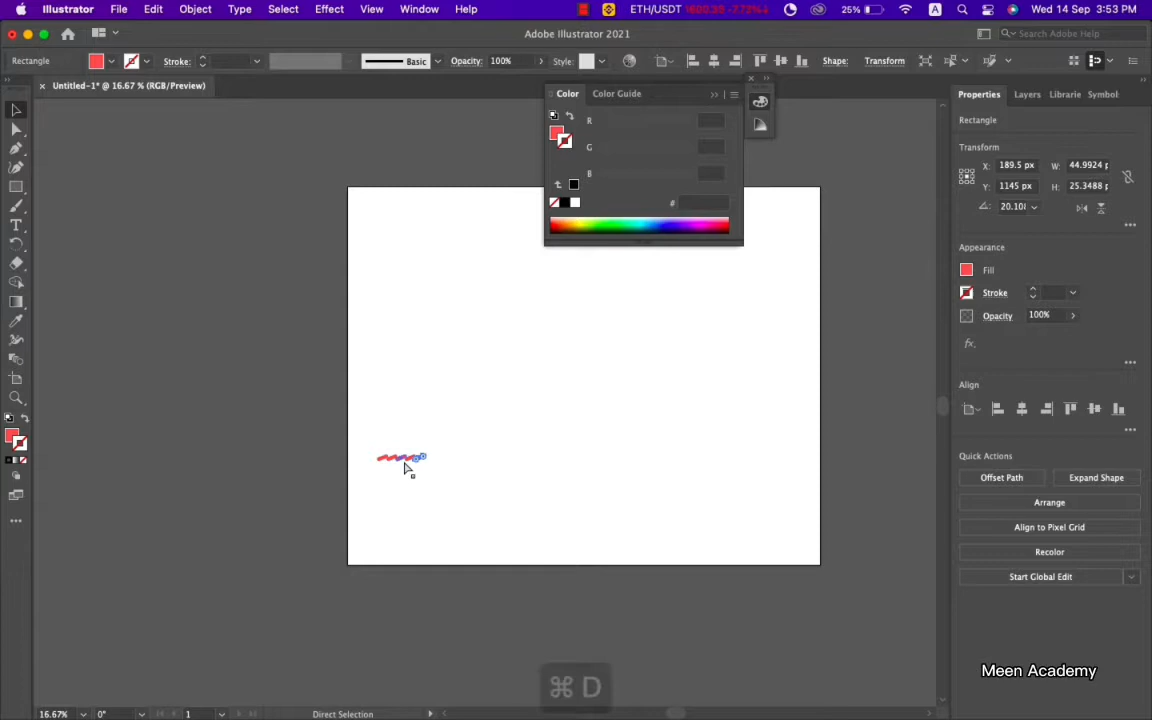 Illustrator File Edit Object Type Select Effect View Window Help ETH/USDT 1600.39 -7.72% 25% A Wed 14 Sep 3:53 PM
Adobe Illustrator 2021
Search Adobe Help
Rectangle Stroke: Basic Opacity: 100% Style: Shape: Transform
Untitled-1* @ 16.67 % (RGB/Preview)
Color Color Guide
R
G
B
#
Properties Layers Librarie Symbol
Rectangle
Transform
X: 189.5 px W: 44.9924 p
Y: 1145 px H: 25.3488 p
20.10
Appearance
Fill
Stroke
Opacity 100%
fx.
Align
Quick Actions
Offset Path Expand Shape
Arrange
Align to Pixel Grid
Recolor
Start Global Edit
Meen Academy
⌘ D
16.67% 0° 1 Direct Selection